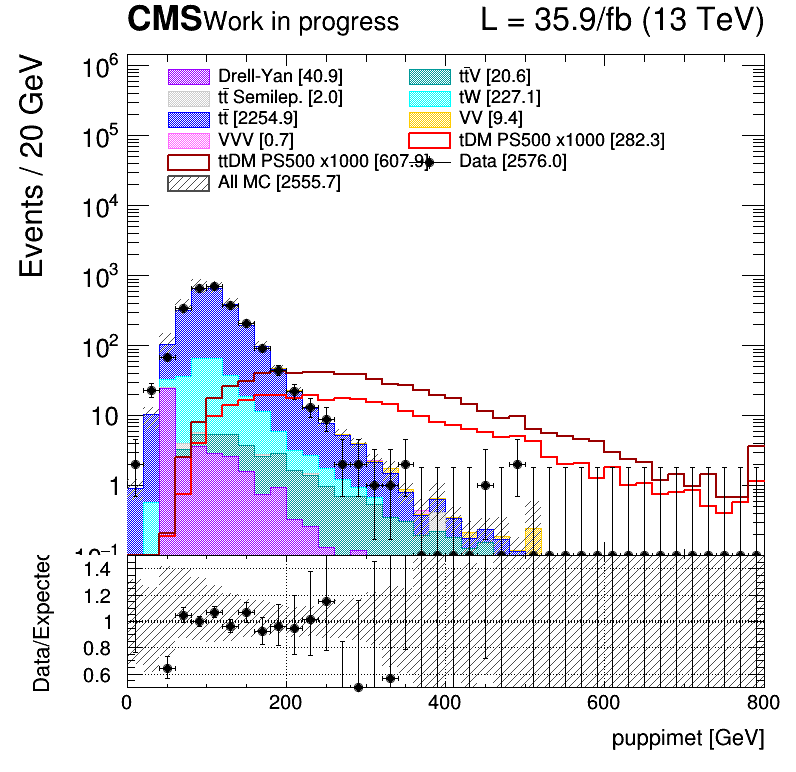 CMS Work in progress L = 35.9/fb (13 TeV)
Events / 20 GeV
10⁶
10⁵
10⁴
10³
10²
10
1
10⁻¹
Drell-Yan [40.9]
tt̄V [20.6]
tt̄ Semilep. [2.0]
tW [227.1]
tt̄ [2254.9]
VV [9.4]
VVV [0.7]
tDM PS500 x1000 [282.3]
ttDM PS500 x1000 [607.9]
Data [2576.0]
All MC [2555.7]
Data/Expected
1.4
1.2
1
0.8
0.6
0 200 400 600 800
puppimet [GeV]